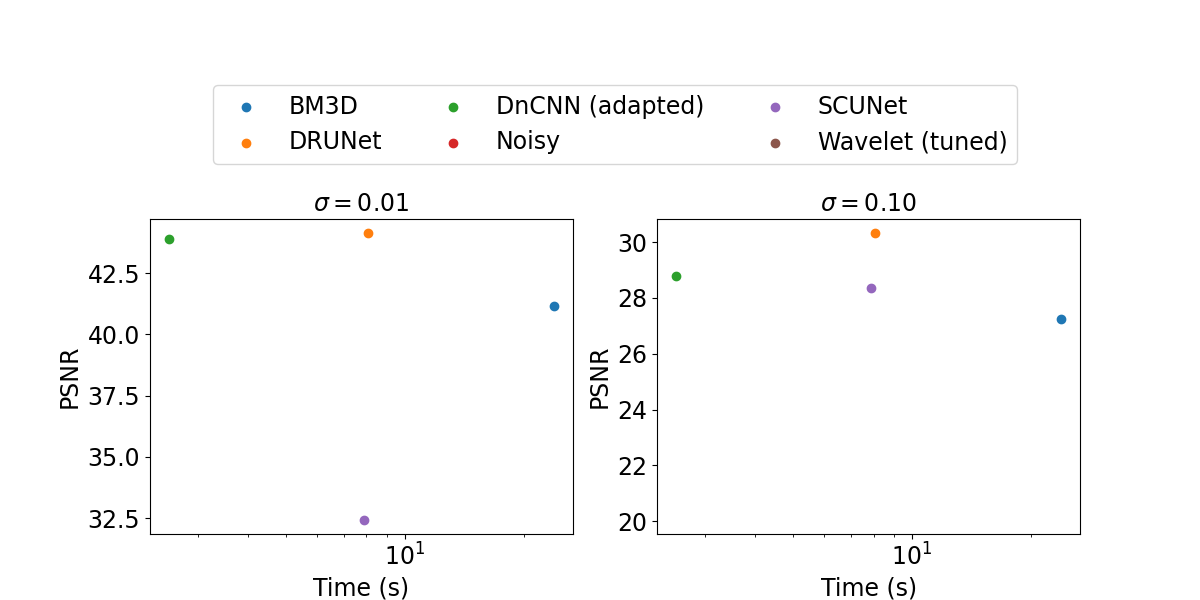 BM3D
DRUNet
DnCNN (adapted)
Noisy
SCUNet
Wavelet (tuned)
σ = 0.01
42.5
40.0
37.5
35.0
32.5
PSNR
10¹
Time (s)
σ = 0.10
30
28
26
24
22
20
PSNR
10¹
Time (s)